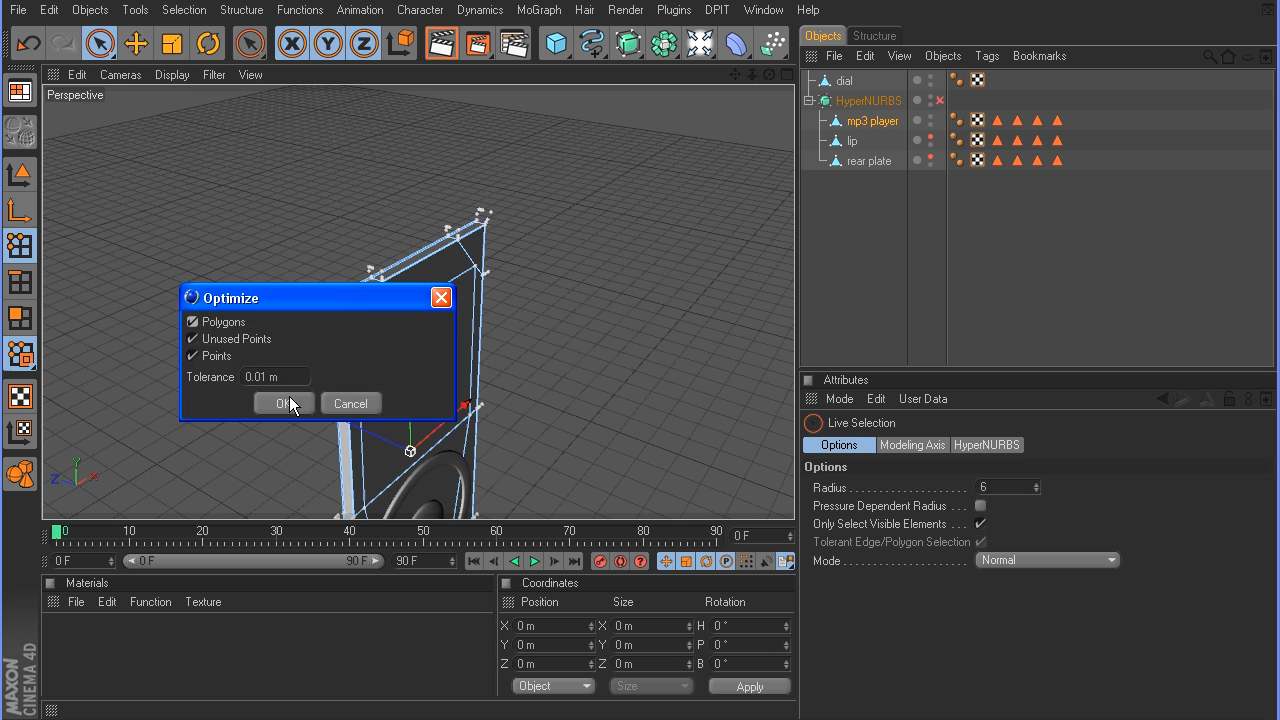 File Edit Objects Tools Selection Structure Functions Animation Character Dynamics MoGraph Hair Render Plugins DPIT Window Help
Edit Cameras Display Filter View
Perspective
Optimize
Polygons
Unused Points
Points
Tolerance 0.01 m
OK Cancel
Y
Z X
0 10 20 30 40 50 60 70 80 90 0 F
0 F 0 F 90 F 90 F
Materials
File Edit Function Texture
Coordinates
Position Size Rotation
X 0 m X 0 m H 0 °
Y 0 m Y 0 m P 0 °
Z 0 m Z 0 m B 0 °
Object Size Apply
Objects Structure
File Edit View Objects Tags Bookmarks
dial
HyperNURBS
mp3 player
lip
rear plate
Attributes
Mode Edit User Data
Live Selection
Options Modeling Axis HyperNURBS
Options
Radius 6
Pressure Dependent Radius
Only Select Visible Elements
Tolerant Edge/Polygon Selection
Mode Normal
MAXON
CINEMA 4D